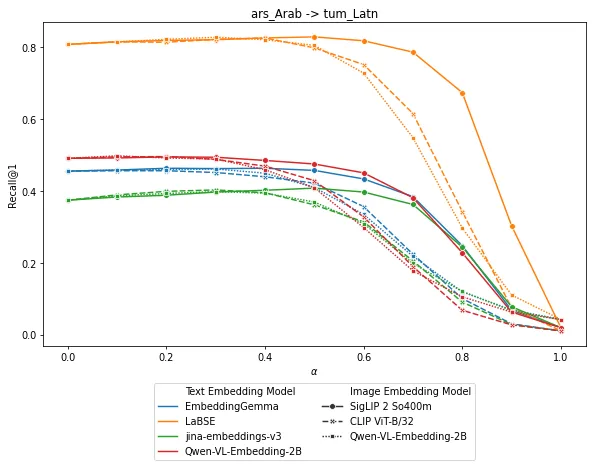 ars_Arab -> tum_Latn
0.8
0.6
0.4
0.2
0.0
Recall@1
0.0 0.2 0.4 0.6 0.8 1.0
α
Text Embedding Model Image Embedding Model
EmbeddingGemma SigLIP 2 So400m
LaBSE CLIP ViT-B/32
jina-embeddings-v3 Qwen-VL-Embedding-2B
Qwen-VL-Embedding-2B